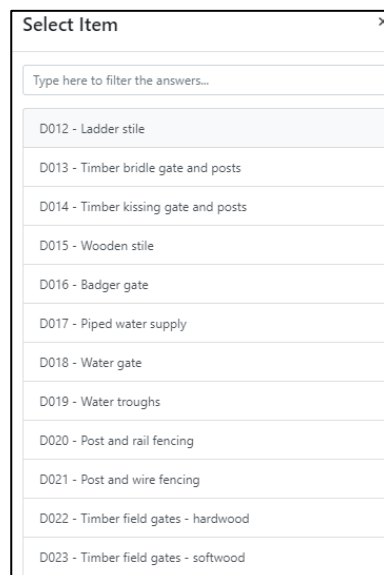 Select Item
×
Type here to filter the answers...
D012 - Ladder stile
D013 - Timber bridle gate and posts
D014 - Timber kissing gate and posts
D015 - Wooden stile
D016 - Badger gate
D017 - Piped water supply
D018 - Water gate
D019 - Water troughs
D020 - Post and rail fencing
D021 - Post and wire fencing
D022 - Timber field gates - hardwood
D023 - Timber field gates - softwood